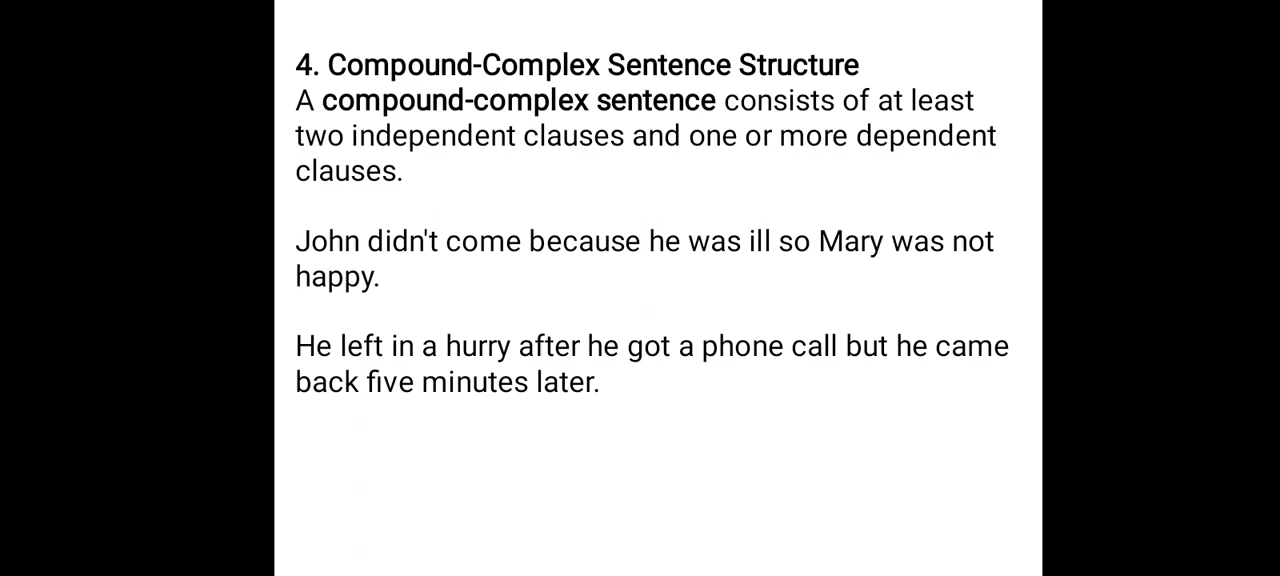 4. Compound-Complex Sentence Structure
A compound-complex sentence consists of at least
two independent clauses and one or more dependent
clauses.
John didn't come because he was ill so Mary was not
happy.
He left in a hurry after he got a phone call but he came
back five minutes later.